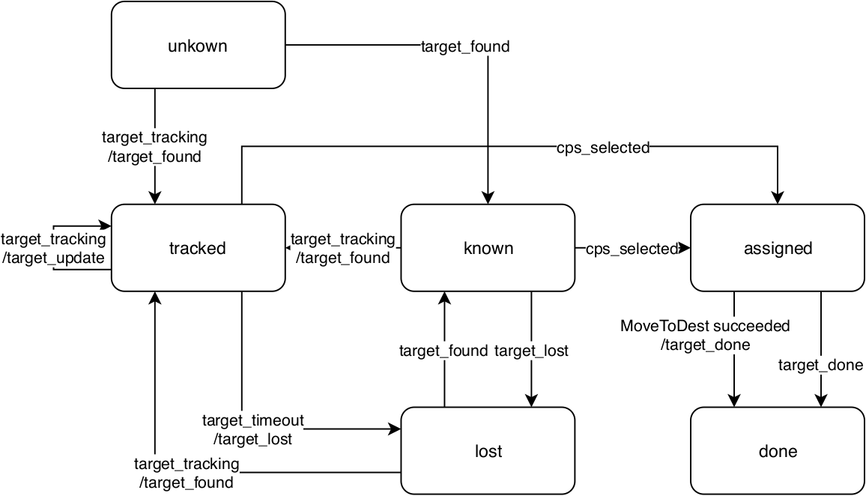 unkown
target_found
target_tracking
/target_found
cps_selected
target_tracking
/target_update
tracked
target_tracking
/target_found
known
cps_selected
assigned
target_found
target_lost
MoveToDest succeeded
/target_done
target_done
target_timeout
/target_lost
target_tracking
/target_found
lost
done